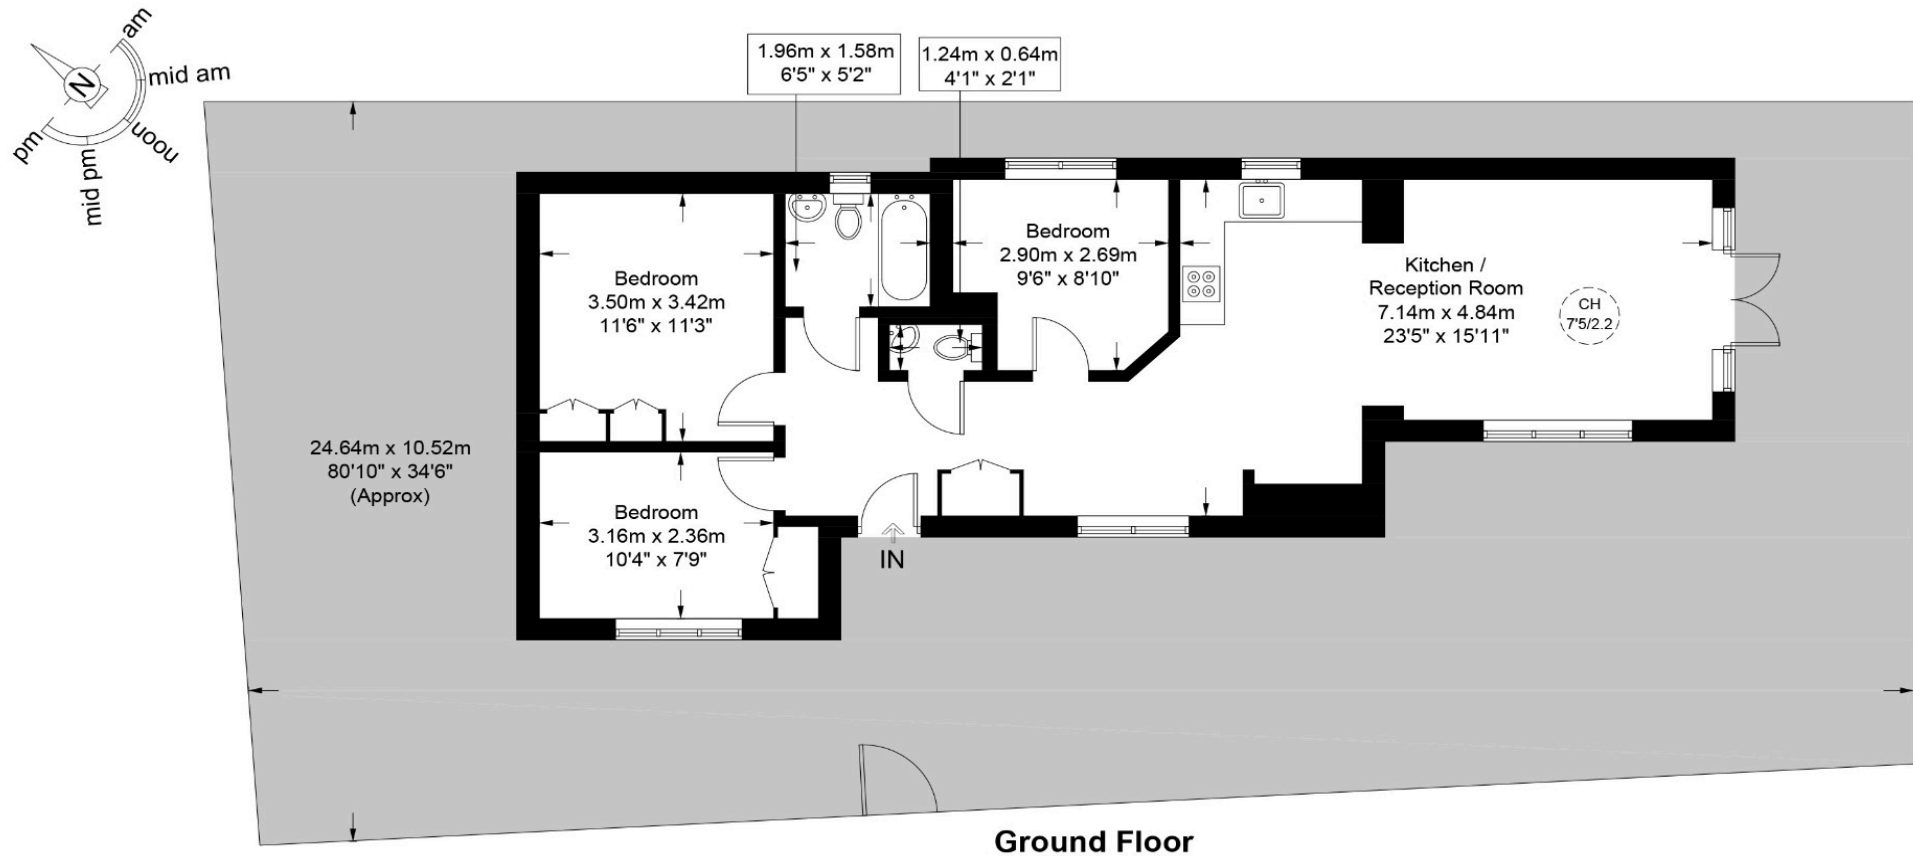 am
mid am
noon
mid pm
pm
N
1.96m x 1.58m
6'5" x 5'2"
1.24m x 0.64m
4'1" x 2'1"
Bedroom
3.50m x 3.42m
11'6" x 11'3"
Bedroom
2.90m x 2.69m
9'6" x 8'10"
Kitchen /
Reception Room
7.14m x 4.84m
23'5" x 15'11"
CH
7'5/2.2
24.64m x 10.52m
80'10" x 34'6"
(Approx)
Bedroom
3.16m x 2.36m
10'4" x 7'9"
IN
Ground Floor